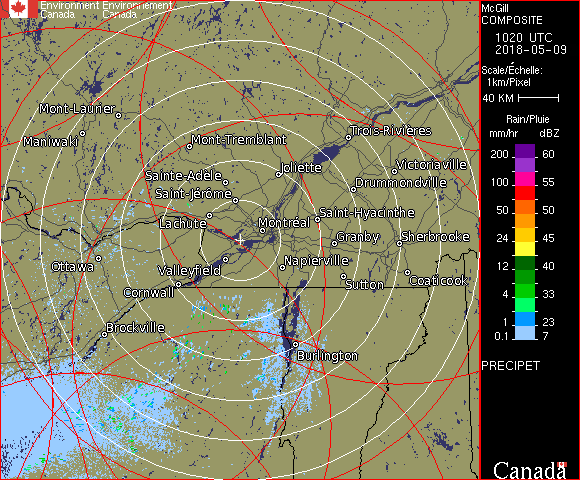 Environment Environnement
Canada Canada
McGill
COMPOSITE
1020 UTC
2018-05-09
Scale/Échelle:
1km/Pixel
40 KM
Rain/Pluie
mm/hr dBZ
200 60
55
100 55
50 50
24 45
12 40
4 33
1 23
0.1 7
PRECIPET
Canada
Mont-Laurier
Maniwaki
Mont-Tremblant
Trois-Rivières
Sainte-Adèle
Joliette
Victoriaville
Saint-Jérôme
Drummondville
Lachute
Montréal
Saint-Hyacinthe
Granby
Sherbrooke
Ottawa
Valleyfield
Napierville
Cornwall
Sutton
Coaticook
Brockville
Burlington